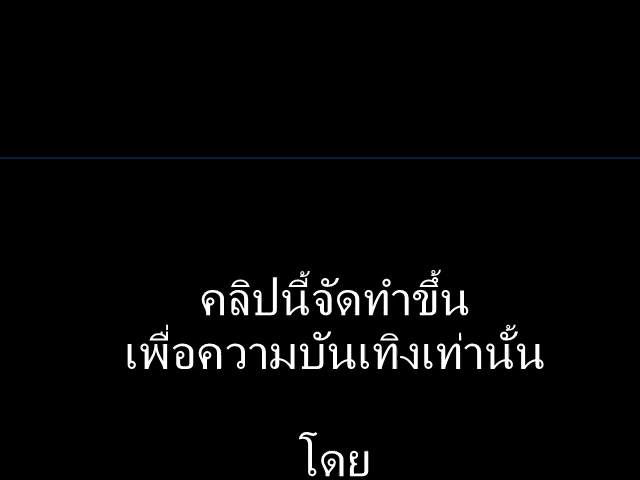 คลิปนี้จัดทำขึ้น
เพื่อความบันเทิงเท่านั้น
โดย